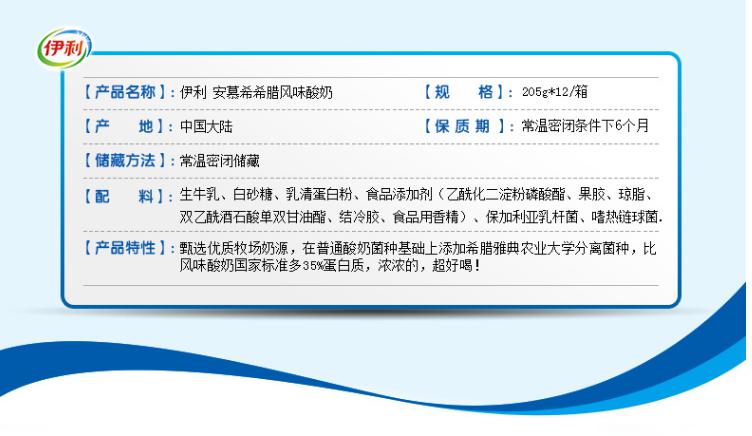 伊利
【产品名称】：伊利 安慕希希腊风味酸奶 【规 格】：205g*12/箱
【产 地】：中国大陆 【保 质 期】：常温密闭条件下6个月
【储藏方法】：常温密闭储藏
【配 料】：生牛乳、白砂糖、乳清蛋白粉、食品添加剂（乙酰化二淀粉磷酸酯、果胶、琼脂、
双乙酰酒石酸单双甘油酯、结冷胶、食品用香精）、保加利亚乳杆菌、嗜热链球菌.
【产品特性】：甄选优质牧场奶源，在普通酸奶菌种基础上添加希腊雅典农业大学分离菌种，比
风味酸奶国家标准多35%蛋白质，浓浓的，超好喝！